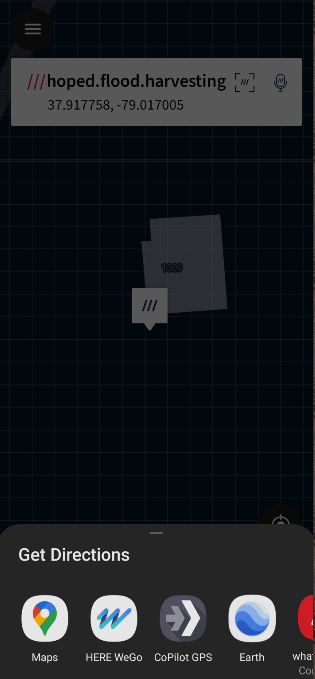 ///hoped.flood.harvesting
37.917758, -79.017005
1009
///
Get Directions
Maps
HERE WeGo
CoPilot GPS
Earth